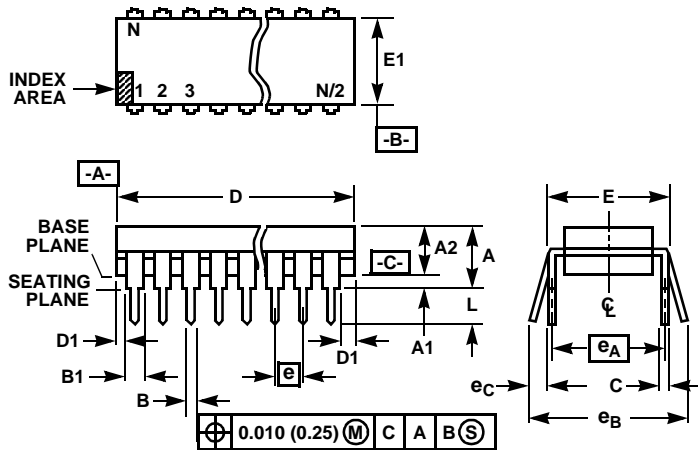 N
E1
INDEX
AREA
1 2 3 N/2
-B-
-A-
D
E
BASE
PLANE
A2
A
-C-
SEATING
PLANE
L
C
L
D1
A1
D1
eA
B1
e
eC
C
B
eB
⌖ 0.010 (0.25) Ⓜ C A B Ⓢ